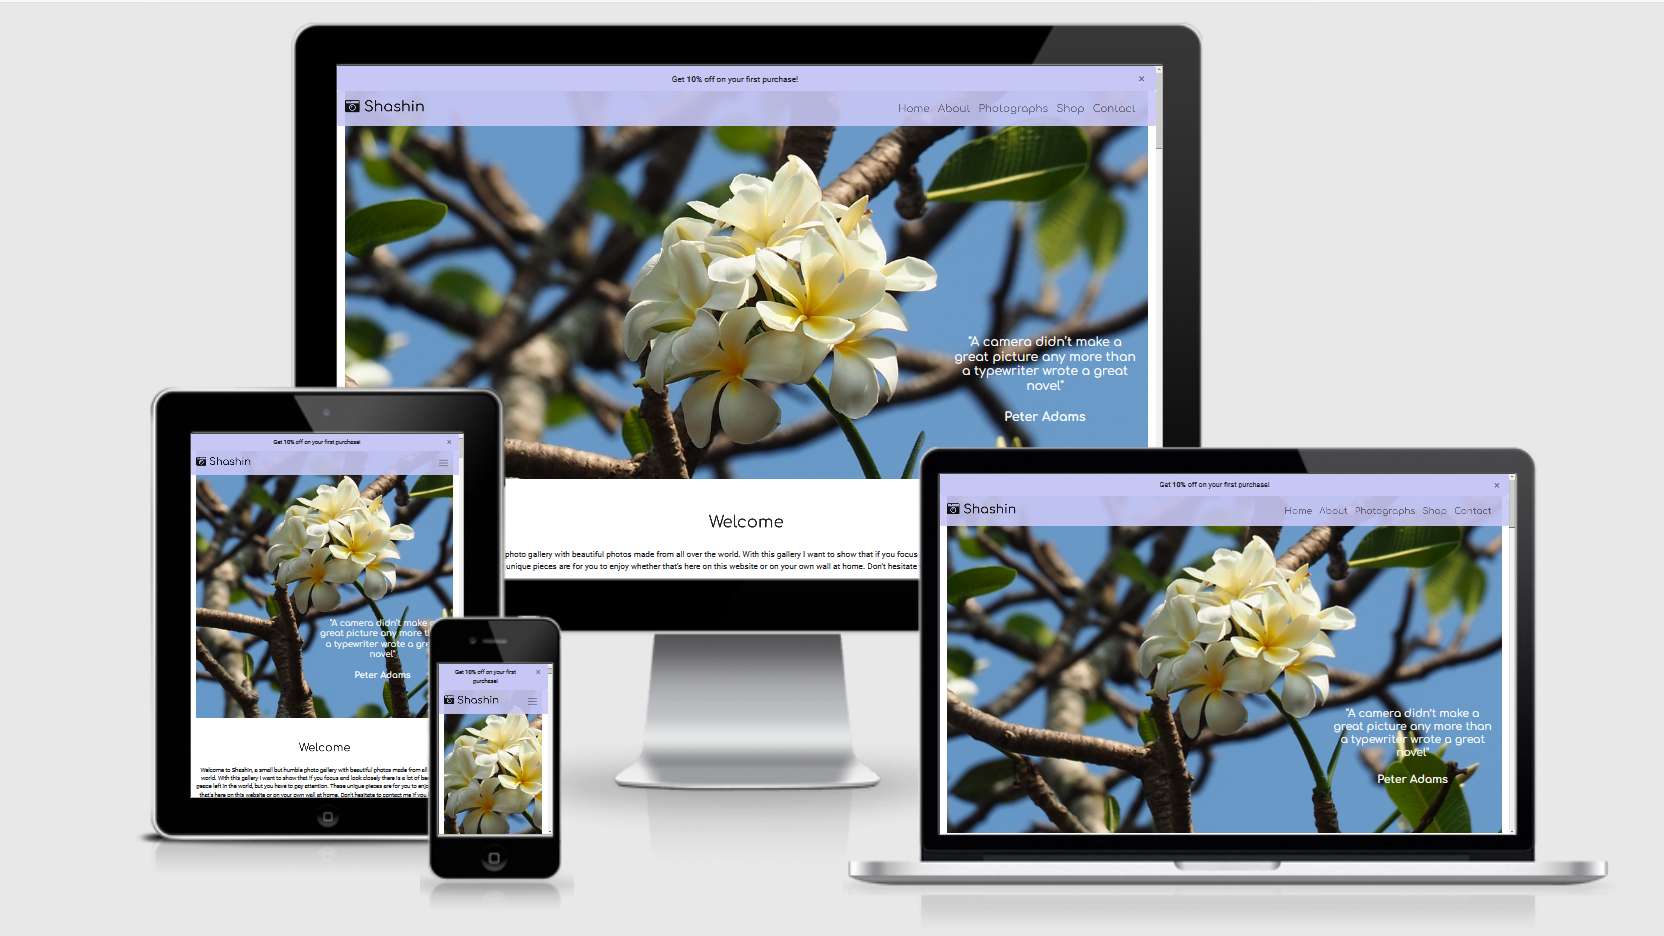 Get 10% off on your first purchase!
×
Shashin
Home About Photographs Shop Contact
"A camera didn't make a
great picture any more than
a typewriter wrote a great
novel"
Peter Adams
Welcome
photo gallery with beautiful photos made from all over the world. With this gallery I want to show that if you focus
unique pieces are for you to enjoy whether that's here on this website or on your own wall at home. Don't hesitate
Get 10% off on your first purchase!
×
Shashin
"A camera didn't make a
great picture any more t
a typewriter wrote a gre
novel"
Peter Adams
Welcome
Welcome to Shashin, a small but humble photo gallery with beautiful photos made from all
world. With this gallery I want to show that if you focus and look closely there is a lot of
peace left in the world, but you have to pay attention. These unique pieces are for you to enjoy
that's here on this website or on your own wall at home. Don't hesitate to contact me if you
Get 10% off on your first
purchase!
×
Shashin
Get 10% off on your first purchase!
×
Shashin
Home About Photographs Shop Contact
"A camera didn't make a
great picture any more than
a typewriter wrote a great
novel"
Peter Adams